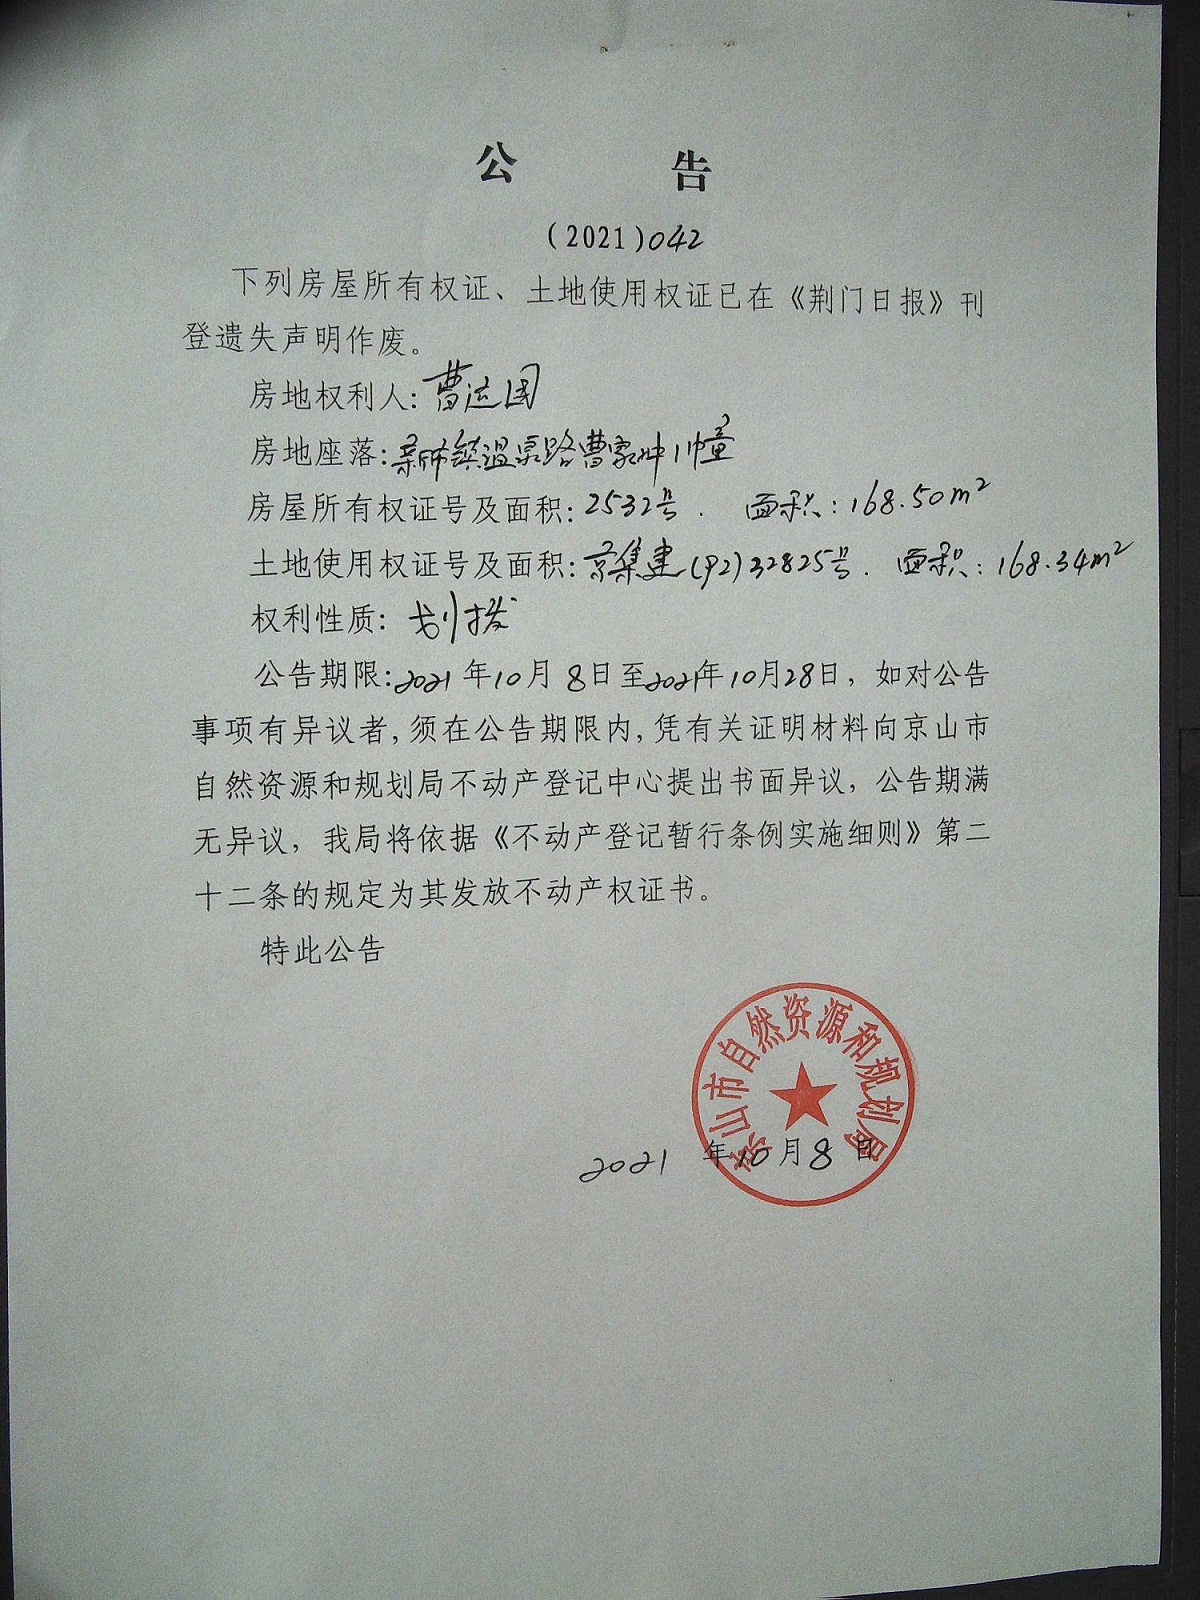 公 告
(2021)042
下列房屋所有权证、土地使用权证已在《荆门日报》刊
登遗失声明作废。
房地权利人:曹运国
房地座落:新市镇温泉路曹家冲
房屋所有权证号及面积:2532号. 面积:168.50m²
土地使用权证号及面积:京集建(92)32825号. 面积:168.34m²
权利性质: 划拨
公告期限:2021年10月8日至2021年10月28日,如对公告
事项有异议者,须在公告期限内,凭有关证明材料向京山市
自然资源和规划局不动产登记中心提出书面异议,公告期满
无异议,我局将依据《不动产登记暂行条例实施细则》第二
十二条的规定为其发放不动产权证书。
特此公告
京山市自然资源和规划局
2021 年10月8日